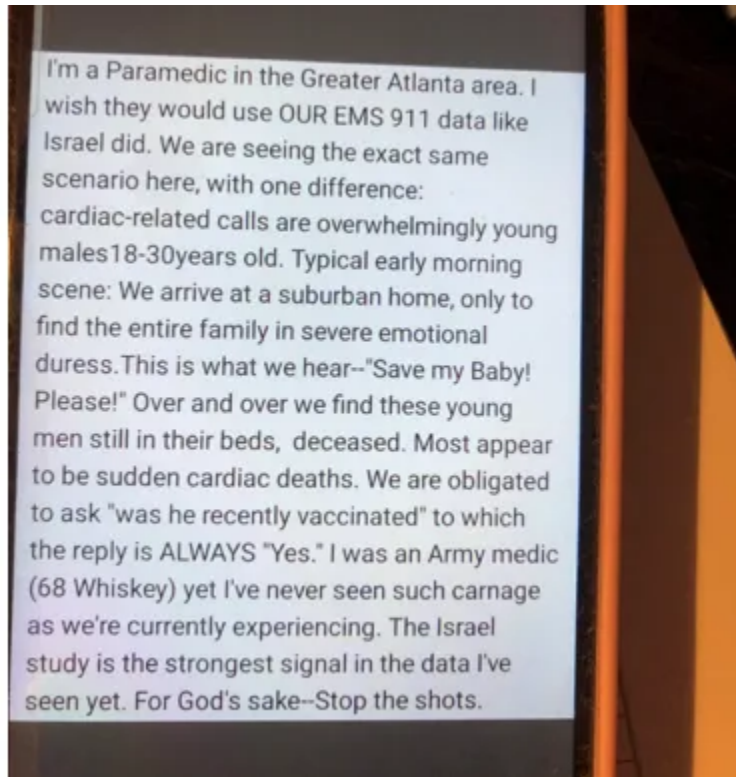 I'm a Paramedic in the Greater Atlanta area. I
wish they would use OUR EMS 911 data like
Israel did. We are seeing the exact same
scenario here, with one difference:
cardiac-related calls are overwhelmingly young
males18-30years old. Typical early morning
scene: We arrive at a suburban home, only to
find the entire family in severe emotional
duress.This is what we hear--"Save my Baby!
Please!" Over and over we find these young
men still in their beds, deceased. Most appear
to be sudden cardiac deaths. We are obligated
to ask "was he recently vaccinated" to which
the reply is ALWAYS "Yes." I was an Army medic
(68 Whiskey) yet I've never seen such carnage
as we're currently experiencing. The Israel
study is the strongest signal in the data I've
seen yet. For God's sake--Stop the shots.